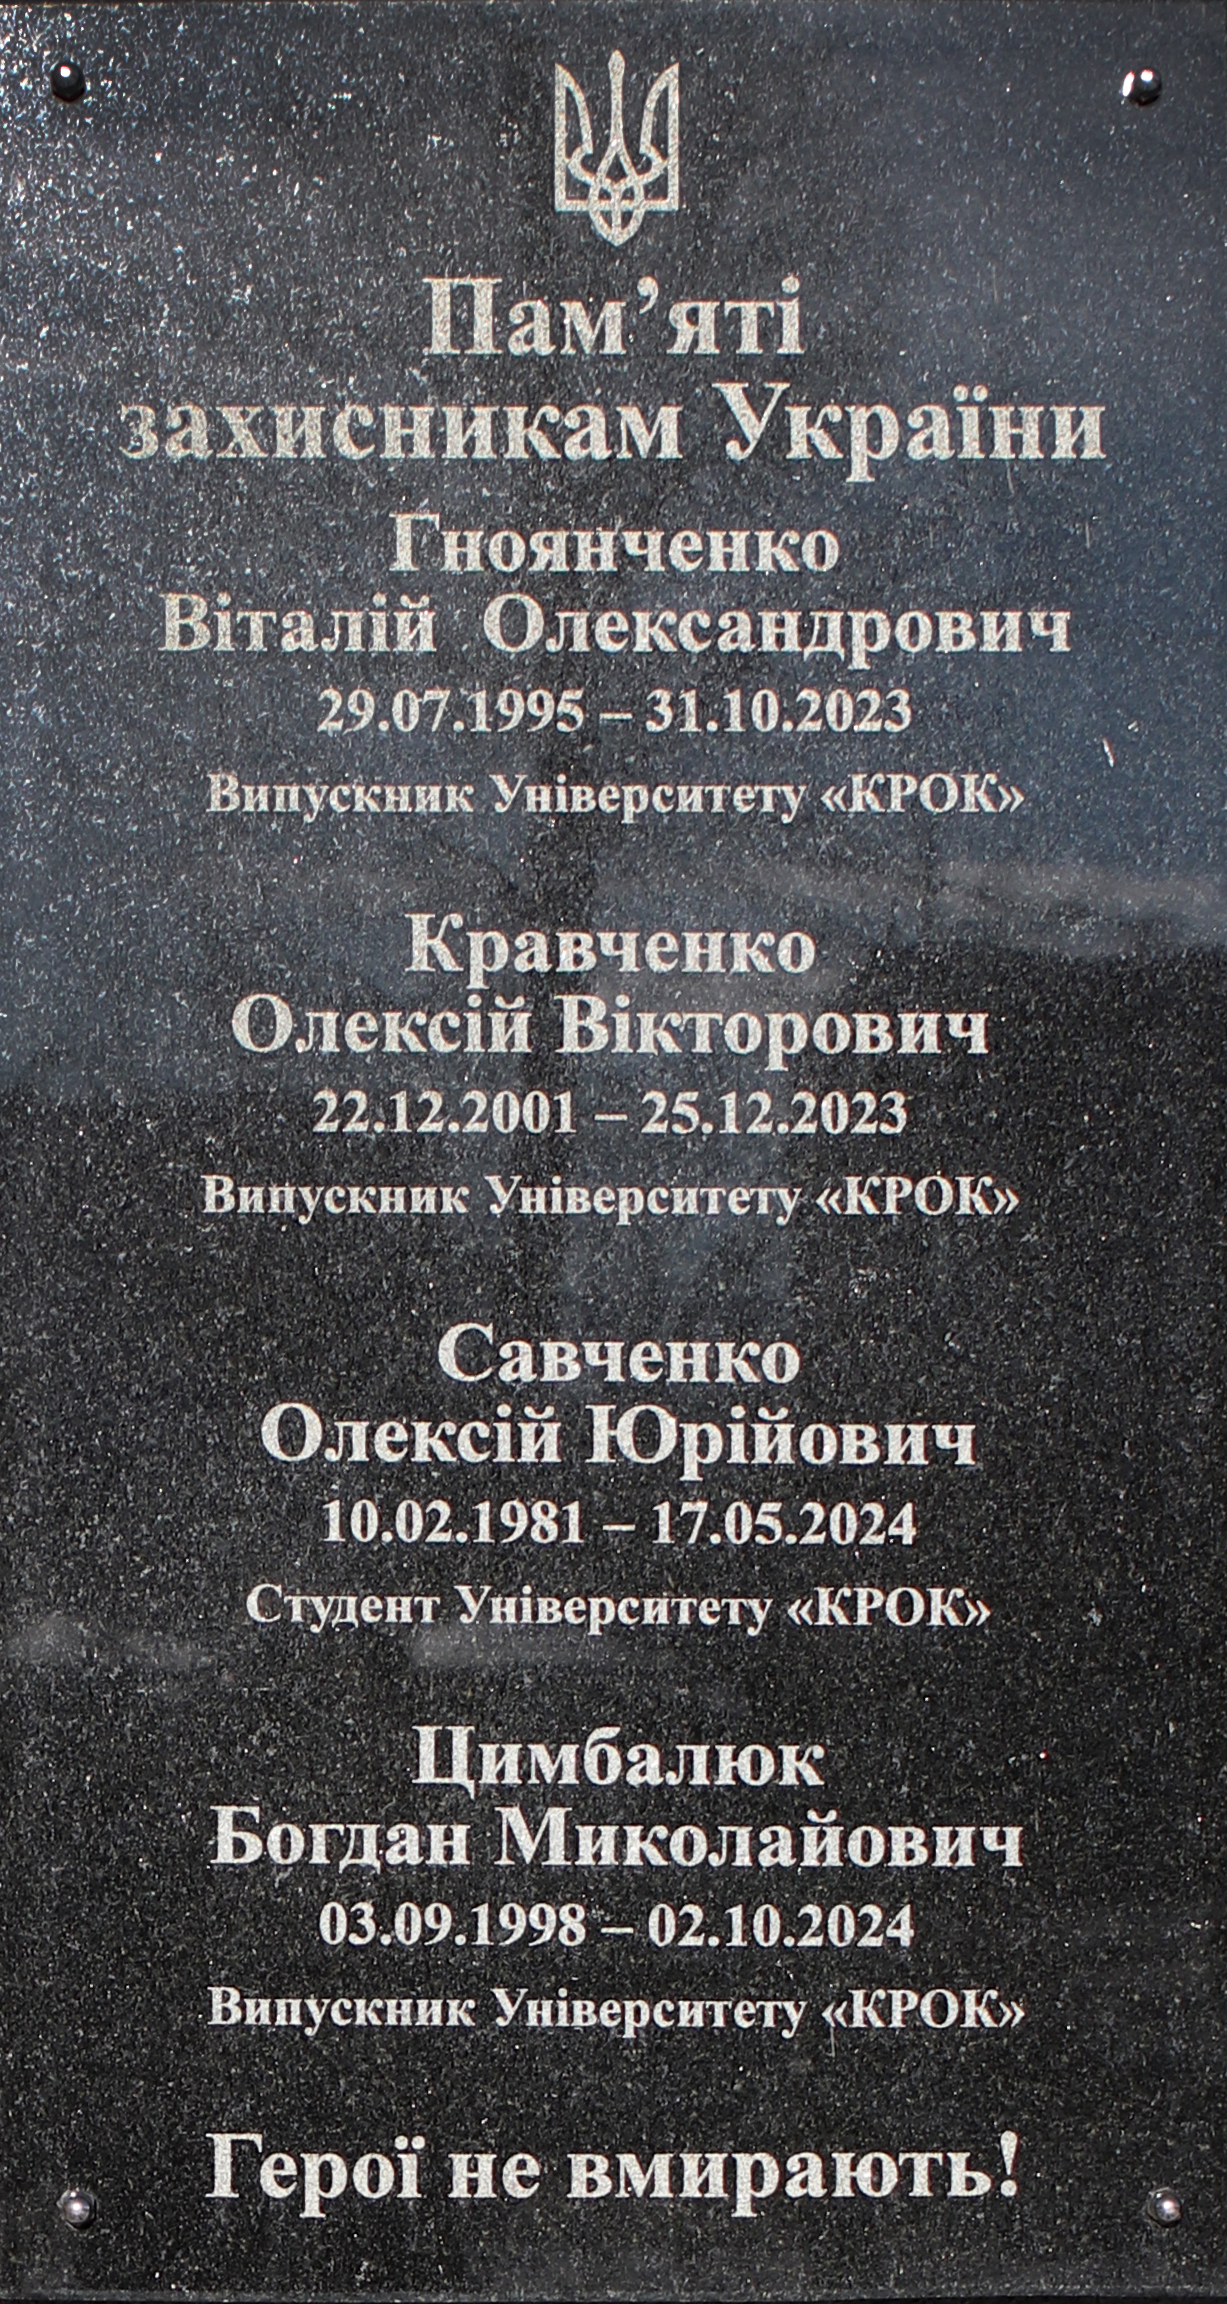 Пам’яті
захисникам України
Гноянченко
Віталій Олександрович
29.07.1995 – 31.10.2023
Випускник Університету «КРОК»
Кравченко
Олексій Вікторович
22.12.2001 – 25.12.2023
Випускник Університету «КРОК»
Савченко
Олексій Юрійович
10.02.1981 – 17.05.2024
Студент Університету «КРОК»
Цимбалюк
Богдан Миколайович
03.09.1998 – 02.10.2024
Випускник Університету «КРОК»
Герої не вмирають!